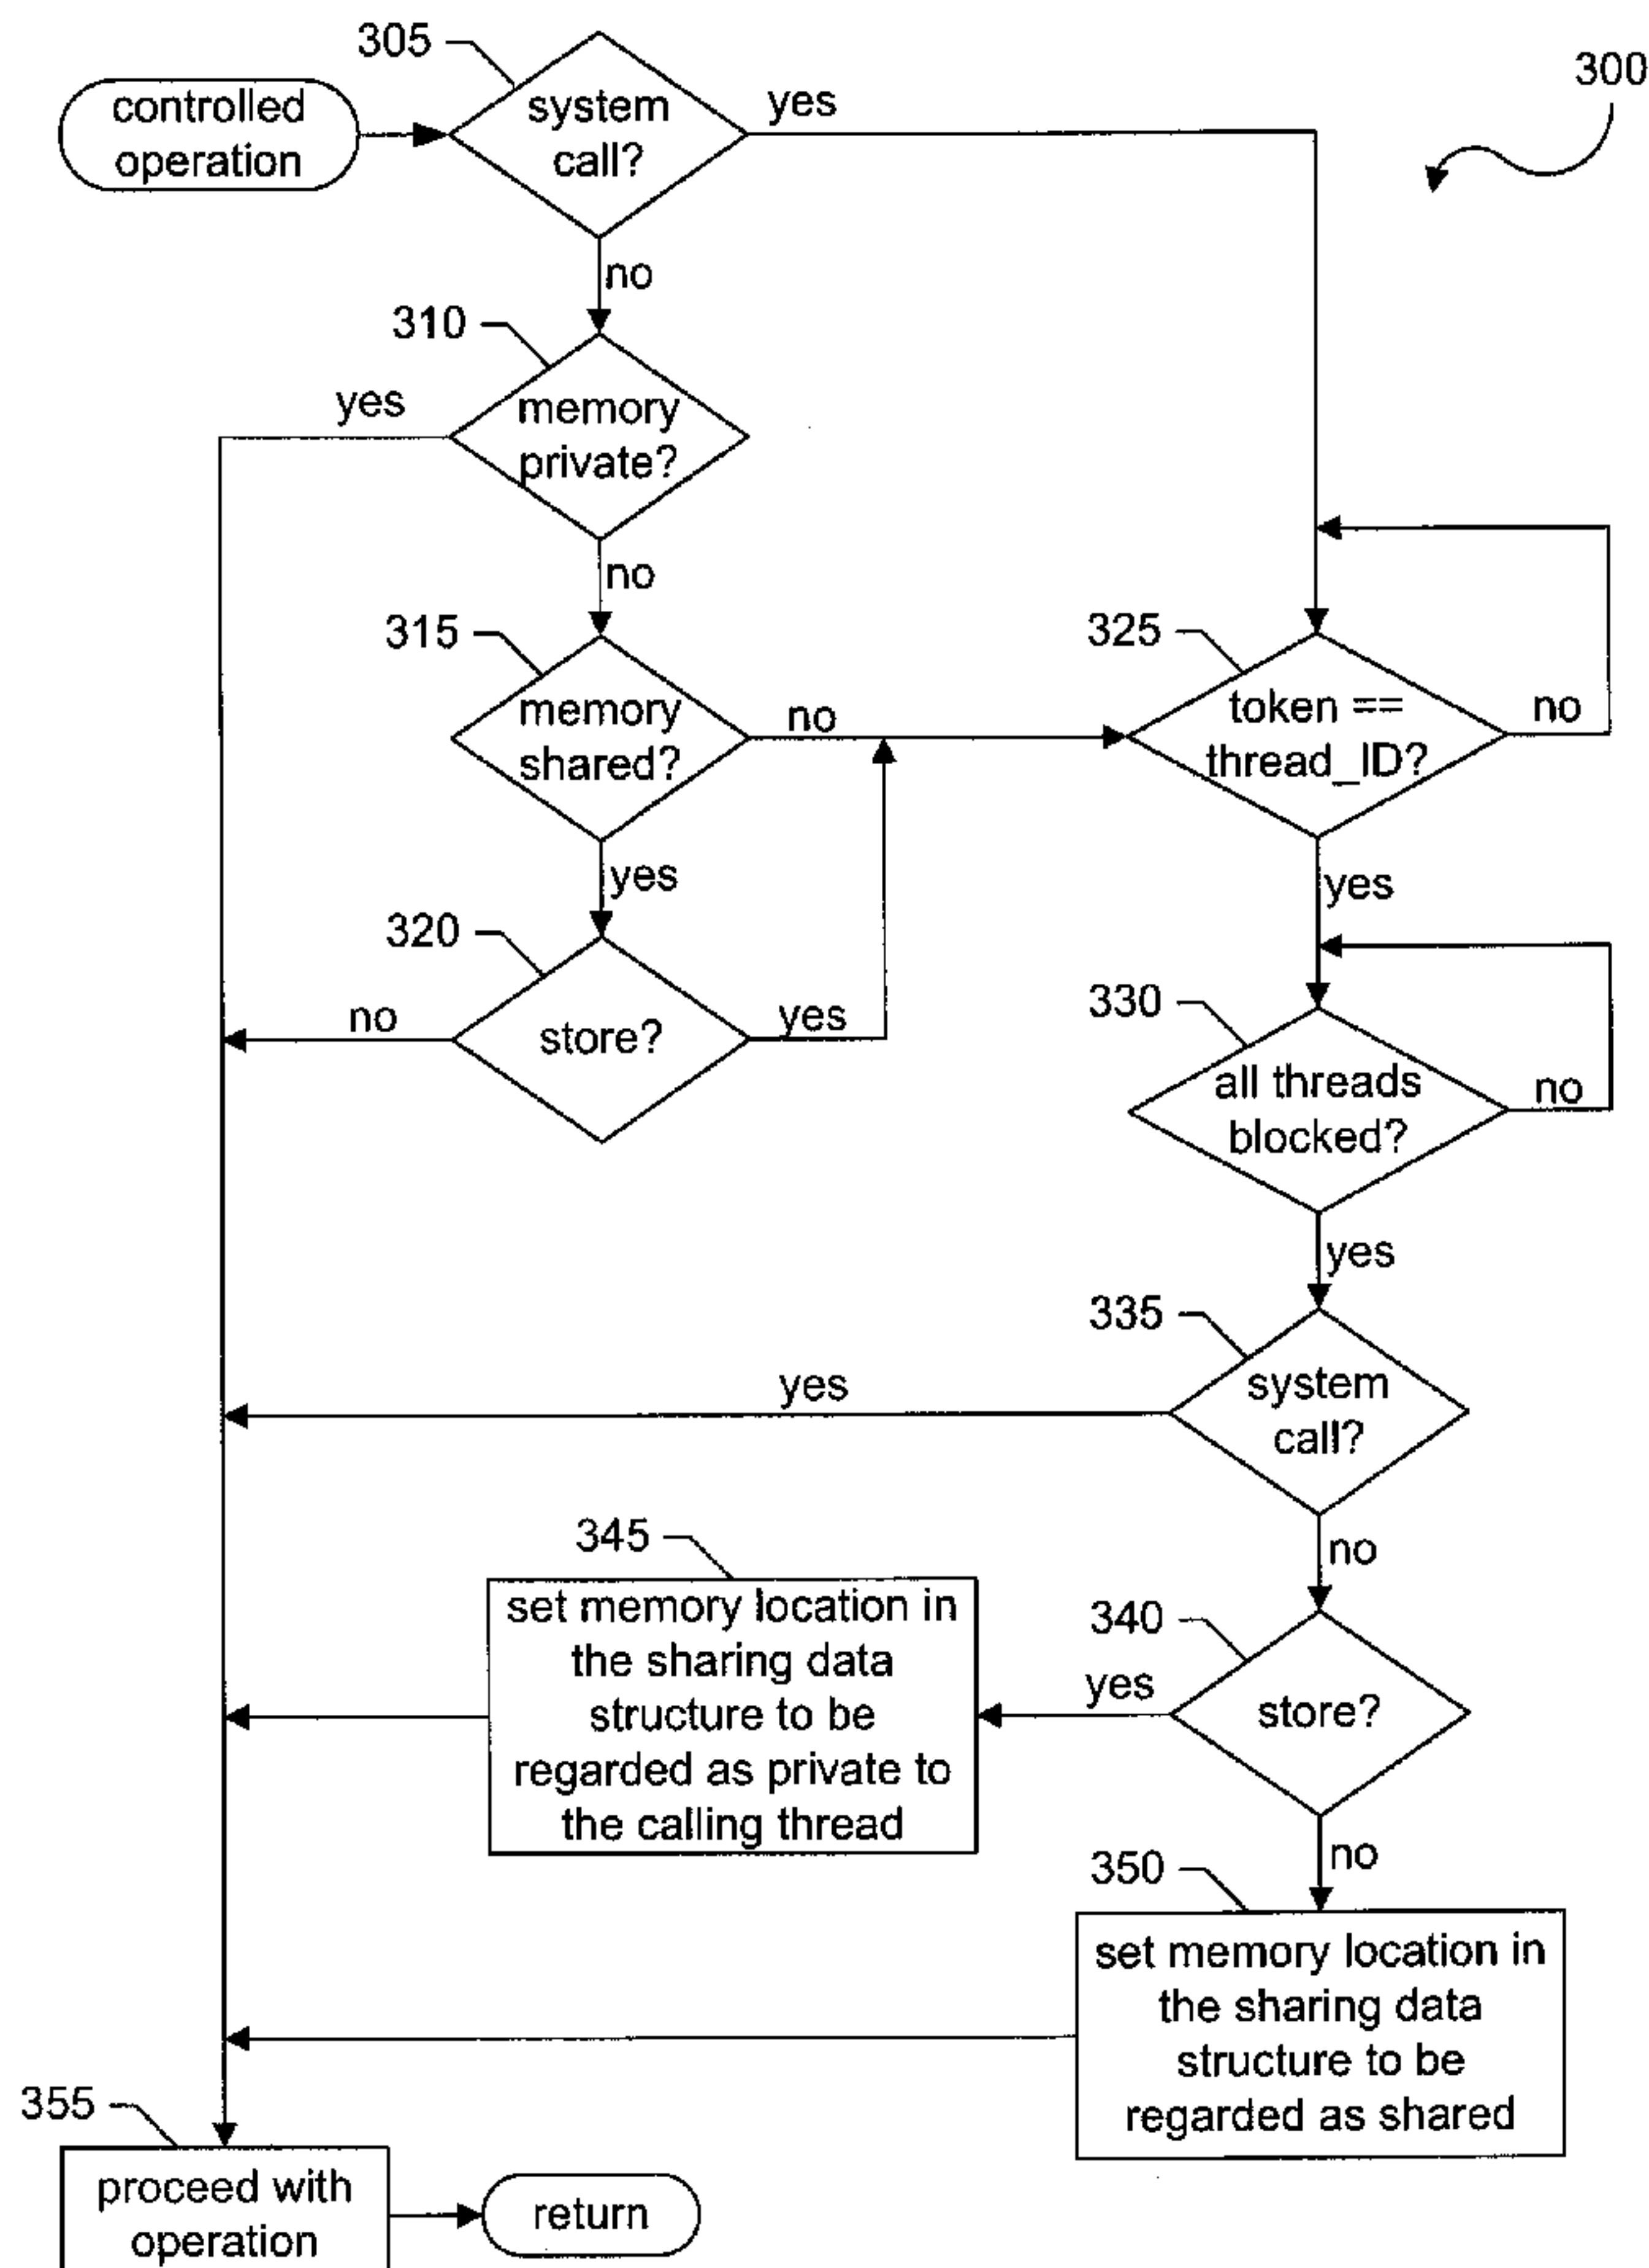 305
300
controlled
operation
system
call?
yes
no
310
yes
memory
private?
no
315
memory
shared?
no
325
token ==
thread_ID?
no
yes
yes
320
store?
no
yes
330
all threads
blocked?
no
yes
335
system
call?
yes
no
345
set memory location in
the sharing data
structure to be
regarded as private to
the calling thread
340
store?
yes
no
350
set memory location in
the sharing data
structure to be
regarded as shared
355
proceed with
operation
return